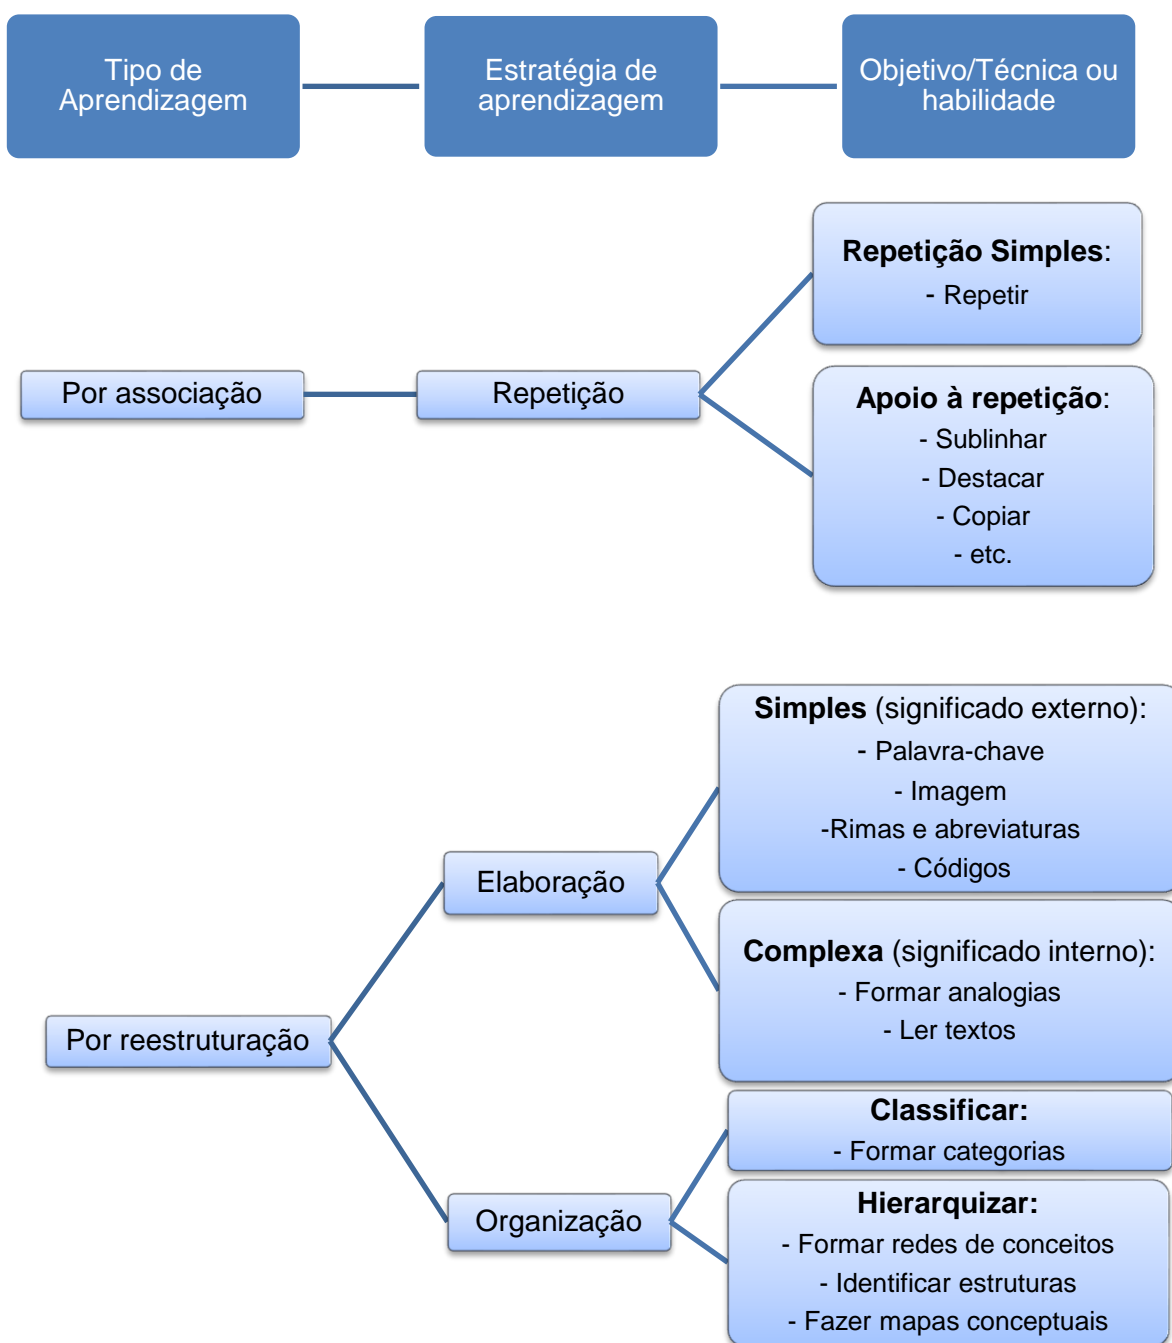 Tipo de
Aprendizagem
Estratégia de
aprendizagem
Objetivo/Técnica ou
habilidade
Repetição Simples:
- Repetir
Por associação
Repetição
Apoio à repetição:
- Sublinhar
- Destacar
- Copiar
- etc.
Simples (significado externo):
- Palavra-chave
- Imagem
-Rimas e abreviaturas
- Códigos
Elaboração
Complexa (significado interno):
- Formar analogias
- Ler textos
Por reestruturação
Classificar:
- Formar categorias
Organização
Hierarquizar:
- Formar redes de conceitos
- Identificar estruturas
- Fazer mapas conceptuais